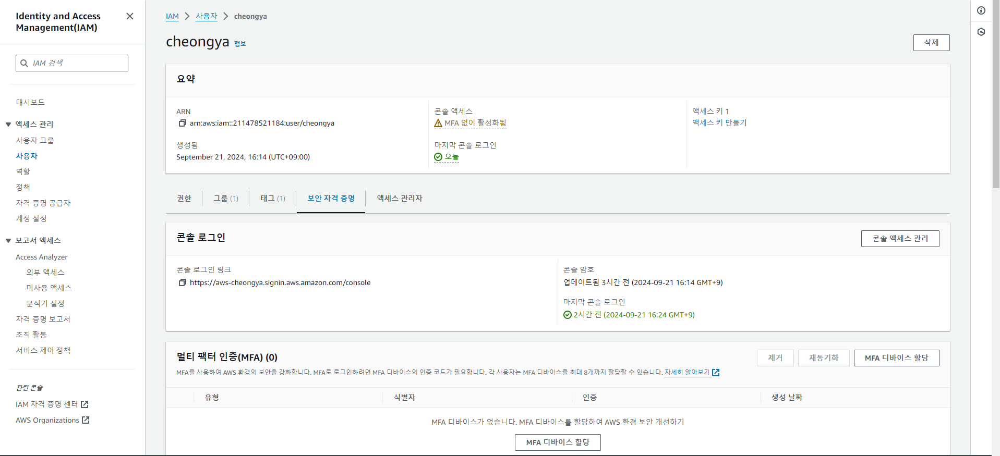 Identity and Access
Management(IAM)
IAM 검색
대시보드
액세스 관리
사용자 그룹
사용자
역할
정책
자격 증명 공급자
계정 설정
보고서 액세스
Access Analyzer
외부 액세스
미사용 액세스
분석기 설정
자격 증명 보고서
조직 활동
서비스 제어 정책
관련 콘솔
IAM 자격 증명 센터
AWS Organizations
IAM 사용자 cheongya
cheongya 정보
삭제
요약
ARN
arn:aws:iam::211478521184:user/cheongya
생성됨
September 21, 2024, 16:14 (UTC+09:00)
콘솔 액세스
MFA 없이 활성화됨
마지막 콘솔 로그인
오늘
액세스 키 1
액세스 키 만들기
권한 그룹 (1) 태그 (1) 보안 자격 증명 액세스 관리자
콘솔 로그인
콘솔 액세스 관리
콘솔 로그인 링크
https://aws-cheongya.signin.aws.amazon.com/console
콘솔 암호
업데이트됨 3시간 전 (2024-09-21 16:14 GMT+9)
마지막 콘솔 로그인
2시간 전 (2024-09-21 16:24 GMT+9)
멀티 팩터 인증(MFA) (0)
제거 재동기화 MFA 디바이스 할당
MFA를 사용하여 AWS 환경의 보안을 강화합니다. MFA로 로그인하려면 MFA 디바이스의 인증 코드가 필요합니다. 각 사용자는 MFA 디바이스를 최대 8개까지 할당할 수 있습니다. 자세히 알아보기
유형 식별자 인증 생성 날짜
MFA 디바이스가 없습니다. MFA 디바이스를 할당하여 AWS 환경 보안 개선하기
MFA 디바이스 할당